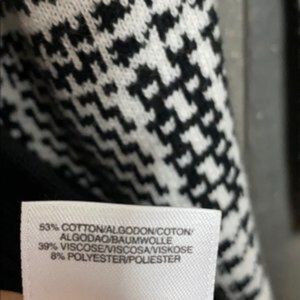 53% COTTON/ALGODON/COTON/
ALGODAO/BAUMWOLLE
39% VISCOSE/VISCOSA/VISKOSE
8% POLYESTER/POLIESTER